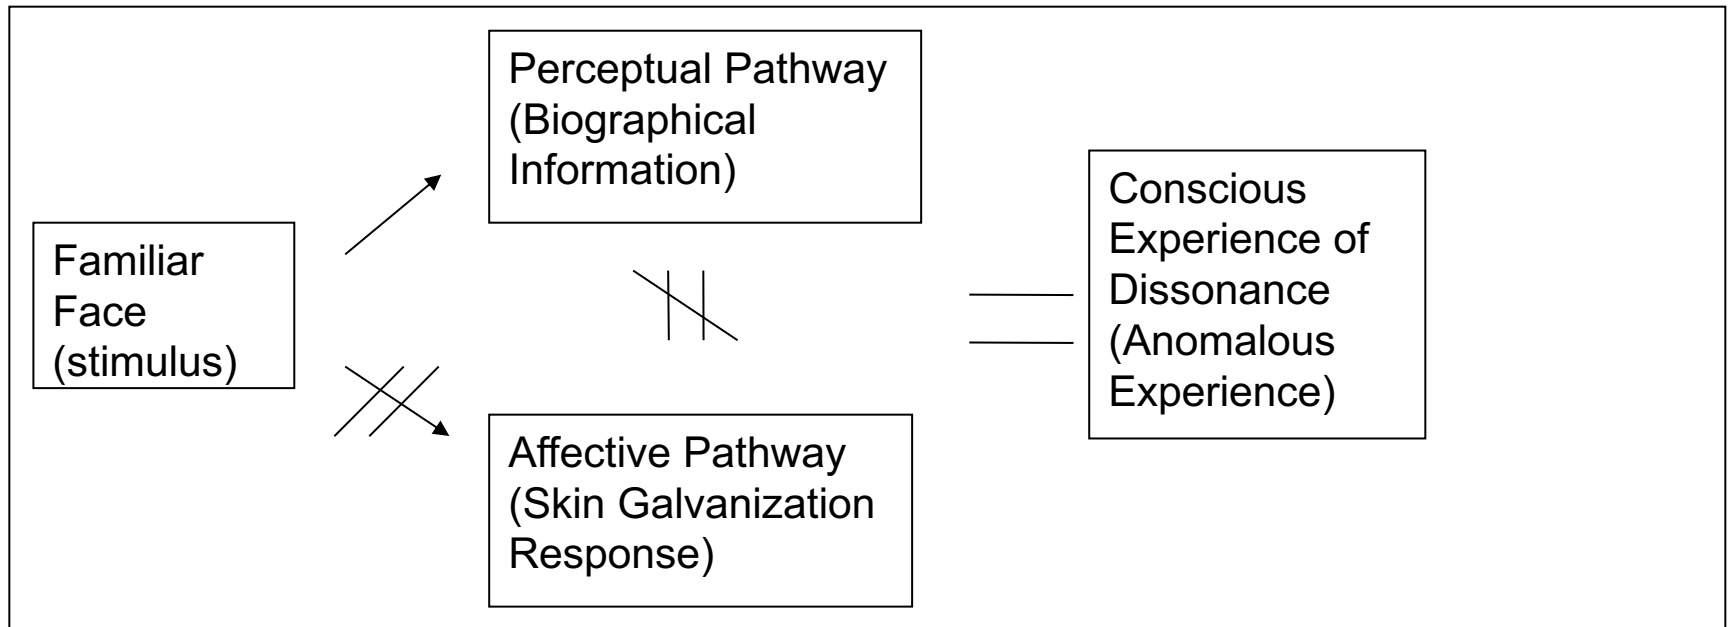 Familiar
Face
(stimulus)
Perceptual Pathway
(Biographical
Information)
Affective Pathway
(Skin Galvanization
Response)
Conscious
Experience of
Dissonance
(Anomalous
Experience)